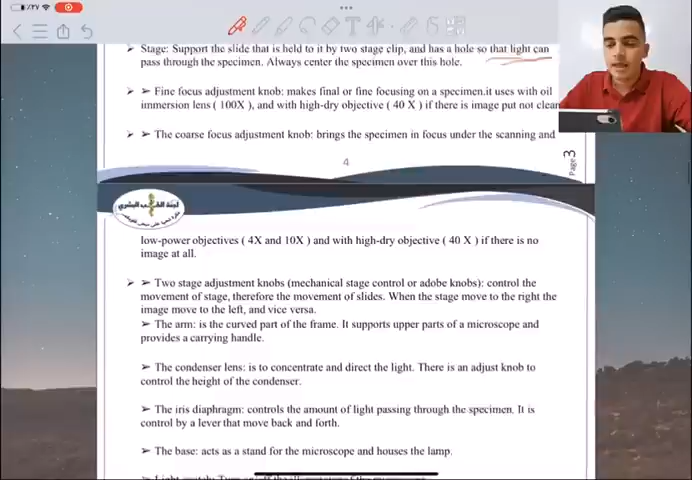 ٪٢٧
Stage: Support the slide that is held to it by two stage clip, and has a hole so that light can
pass through the specimen. Always center the specimen over this hole.
➢ ➢ Fine focus adjustment knob: makes final or fine focusing on a specimen.it uses with oil
immersion lens ( 100X ), and with high-dry objective ( 40 X ) if there is image put not clean
➢ ➢ The coarse focus adjustment knob: brings the specimen in focus under the scanning and
4
Page 3
لجنة الطب البشري
low-power objectives ( 4X and 10X ) and with high-dry objective ( 40 X ) if there is no
image at all.
➢ ➢ Two stage adjustment knobs (mechanical stage control or adobe knobs): control the
movement of stage, therefore the movement of slides. When the stage move to the right the
image move to the left, and vice versa.
➢ The arm: is the curved part of the frame. It supports upper parts of a microscope and
provides a carrying handle.
➢ The condenser lens: is to concentrate and direct the light. There is an adjust knob to
control the height of the condenser.
➢ The iris diaphragm: controls the amount of light passing through the specimen. It is
control by a lever that move back and forth.
➢ The base: acts as a stand for the microscope and houses the lamp.